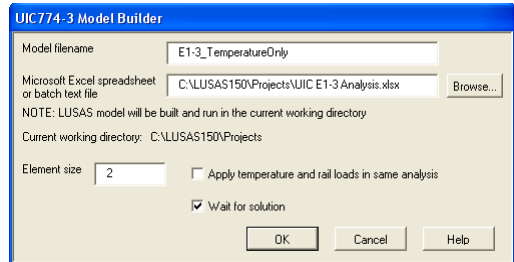 UIC774-3 Model Builder
Model filename
E1-3_TemperatureOnly
Microsoft Excel spreadsheet
or batch text file
C:\LUSAS150\Projects\UIC E1-3 Analysis.xlsx
Browse...
NOTE: LUSAS model will be built and run in the current working directory
Current working directory: C:\LUSAS150\Projects
Element size
2
Apply temperature and rail loads in same analysis
Wait for solution
OK
Cancel
Help